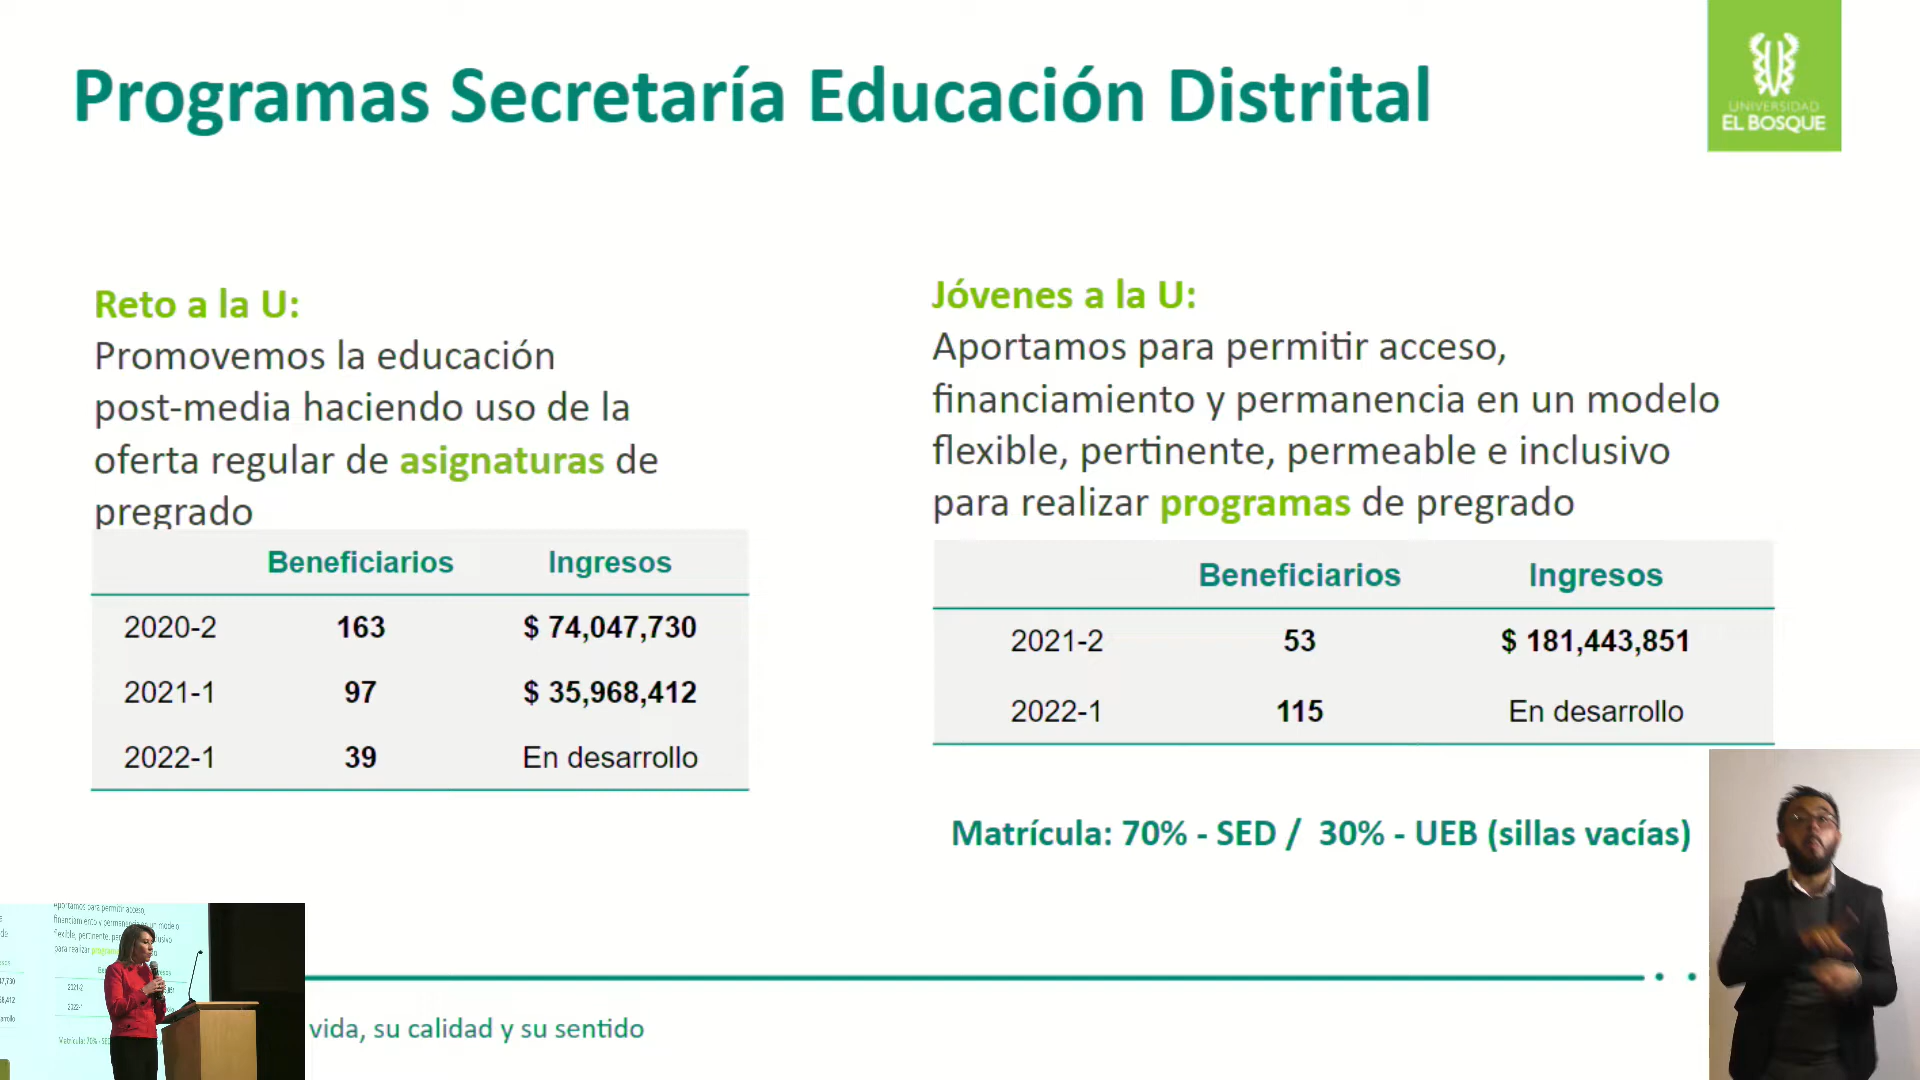 Programas Secretaría Educación Distrital
UNIVERSIDAD
EL BOSQUE
Reto a la U:
Promovemos la educación
post-media haciendo uso de la
oferta regular de asignaturas de
pregrado
Beneficiarios Ingresos
2020-2 163 $ 74,047,730
2021-1 97 $ 35,968,412
2022-1 39 En desarrollo
Jóvenes a la U:
Aportamos para permitir acceso,
financiamiento y permanencia en un modelo
flexible, pertinente, permeable e inclusivo
para realizar programas de pregrado
Beneficiarios Ingresos
2021-2 53 $ 181,443,851
2022-1 115 En desarrollo
Matrícula: 70% - SED / 30% - UEB (sillas vacías)
vida, su calidad y su sentido